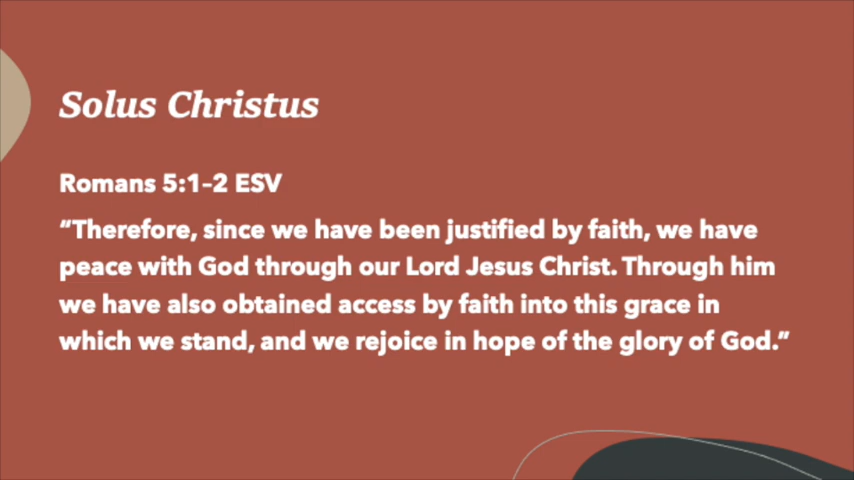 Solus Christus
Romans 5:1–2 ESV
“Therefore, since we have been justified by faith, we have
peace with God through our Lord Jesus Christ. Through him
we have also obtained access by faith into this grace in
which we stand, and we rejoice in hope of the glory of God.”